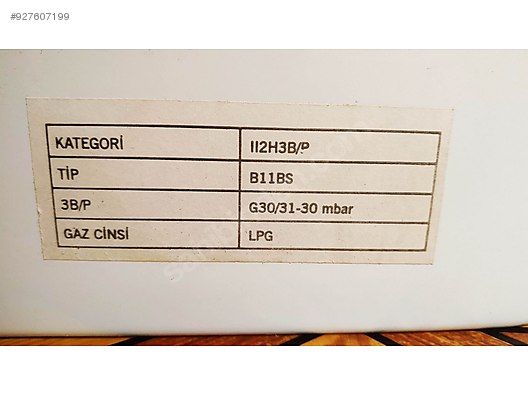 #927607199
KATEGORİ II2H3B/P
TİP B11BS
3B/P G30/31-30 mbar
GAZ CİNSİ LPG